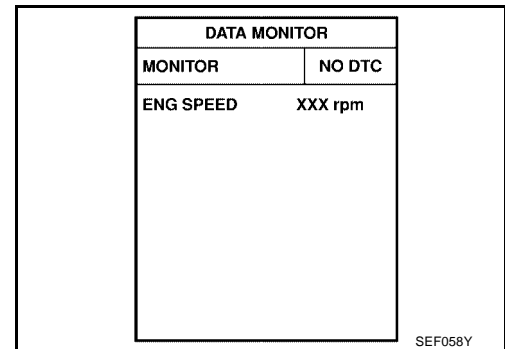 DATA MONITOR
MONITOR NO DTC
ENG SPEED XXX rpm
SEF058Y